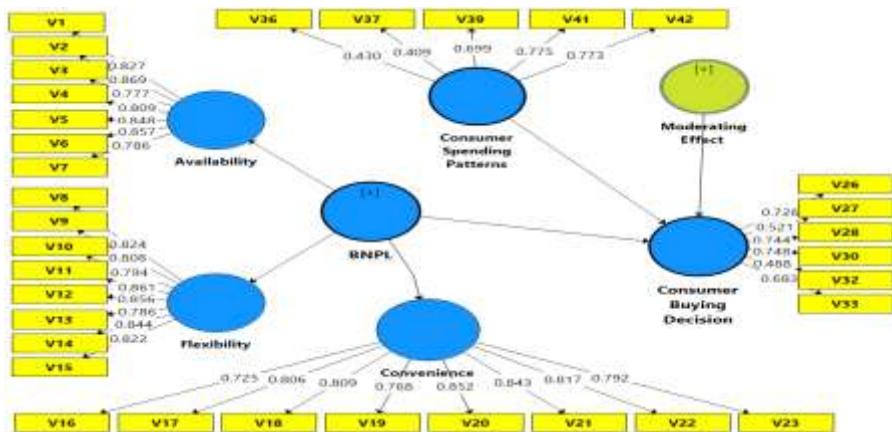 V1
V2
V3
V4
V5
V6
V7
0.827
0.869
0.777
0.809
0.848
0.857
0.786
Availability
V36
V37
V39
V41
V42
0.430
0.409
0.699
0.775
0.773
Consumer
Spending
Patterns
[+]
Moderating
Effect
[+]
BNPL
V8
V9
V10
V11
V12
V13
V14
V15
0.824
0.808
0.794
0.861
0.856
0.786
0.844
0.822
Flexibility
V26
V27
V28
V30
V32
V33
0.726
0.521
0.744
0.748
0.488
0.663
Consumer
Buying
Decision
Convenience
0.725
0.806
0.809
0.768
0.852
0.843
0.817
0.792
V16
V17
V18
V19
V20
V21
V22
V23